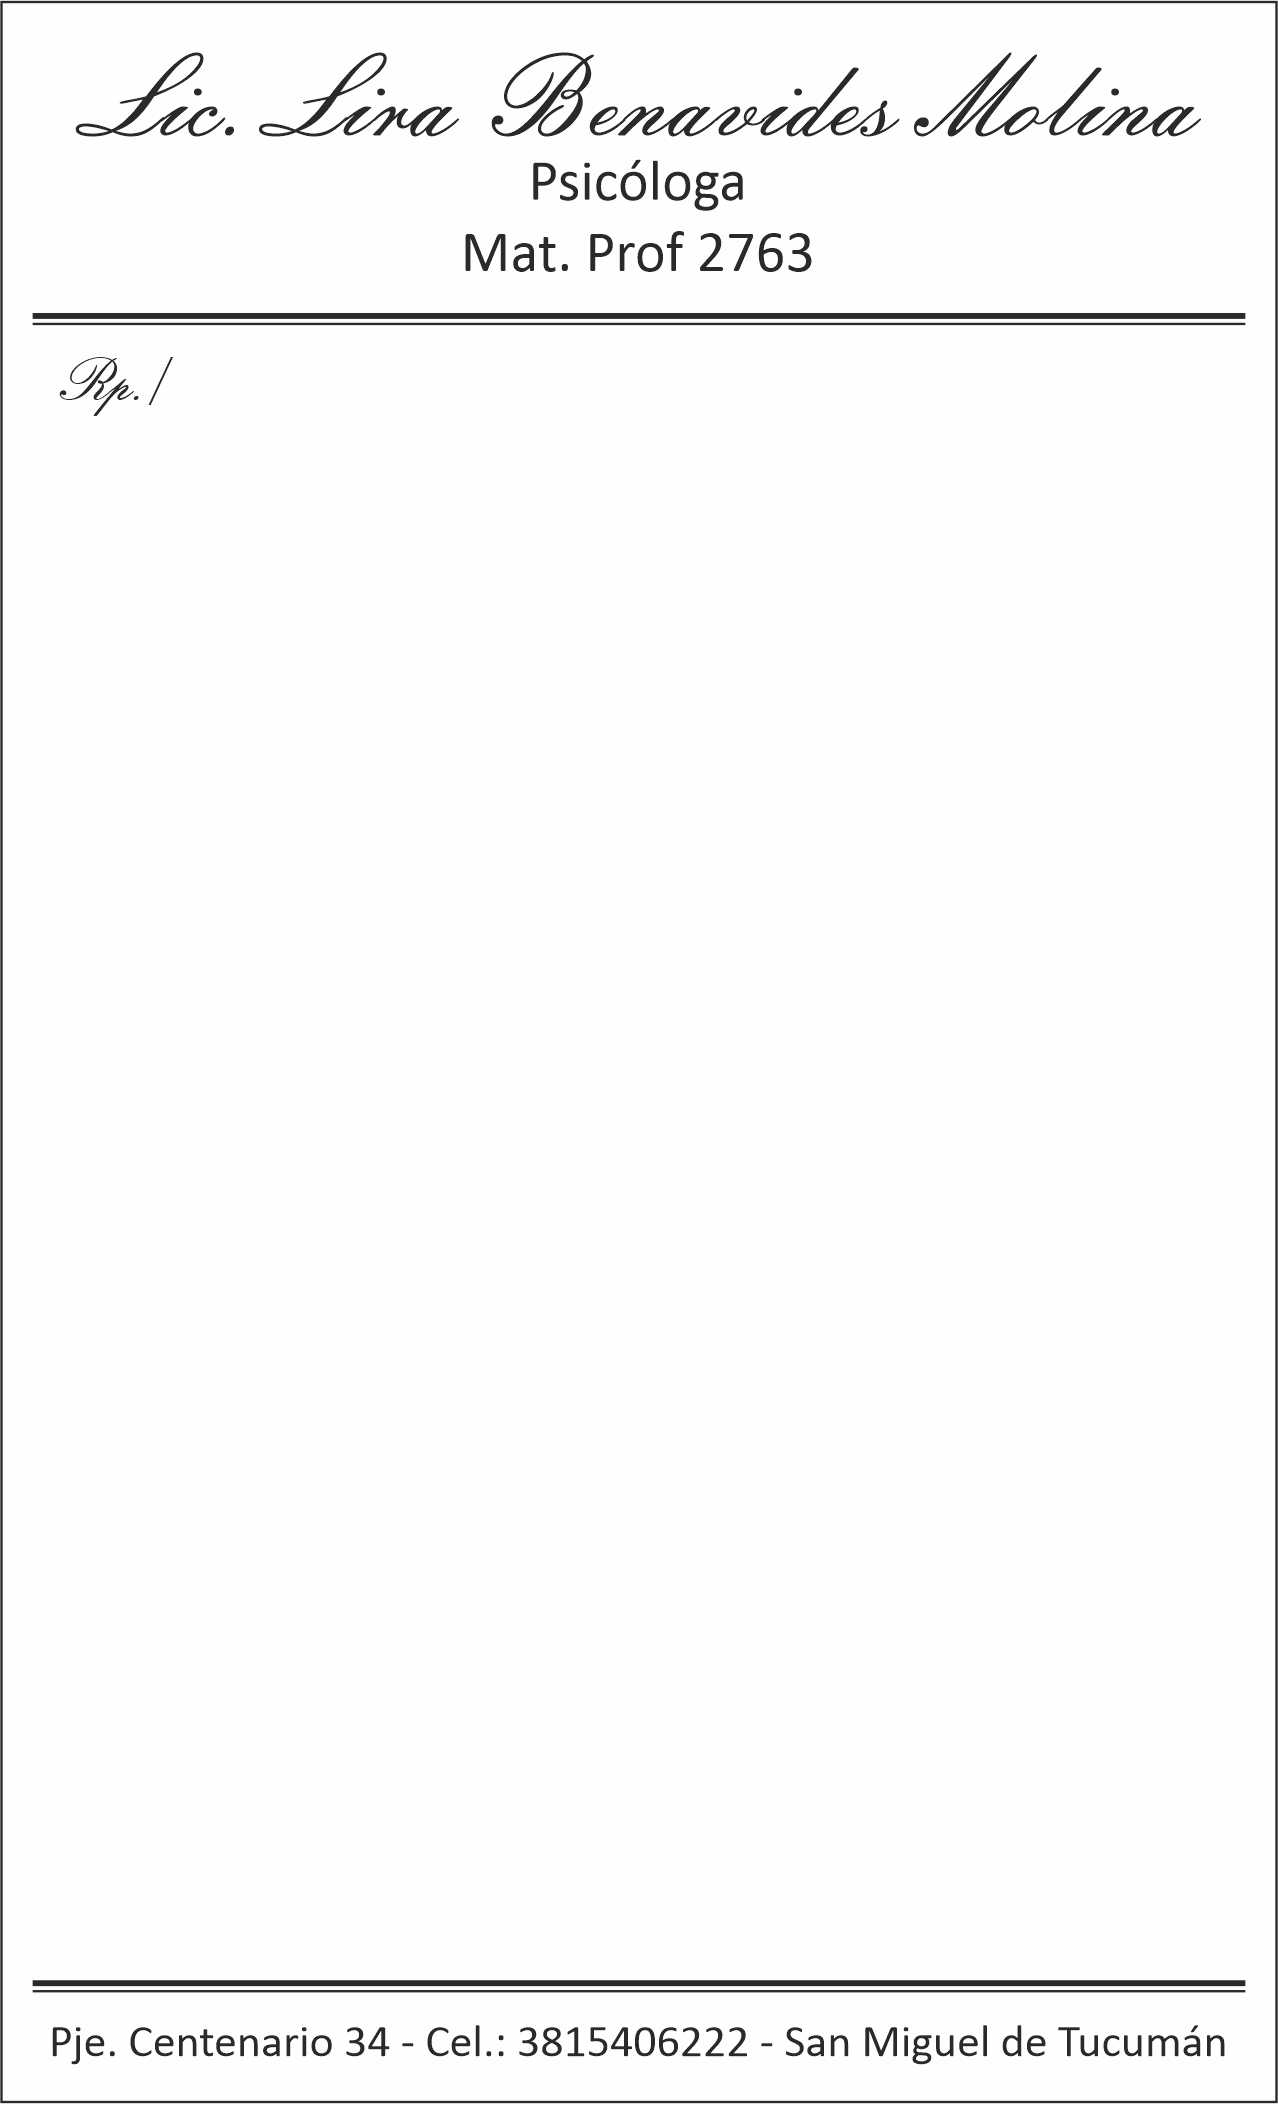 Lic. Lira Benavides Molina
Psicóloga
Mat. Prof 2763
Rp./
Pje. Centenario 34 - Cel.: 3815406222 - San Miguel de Tucumán